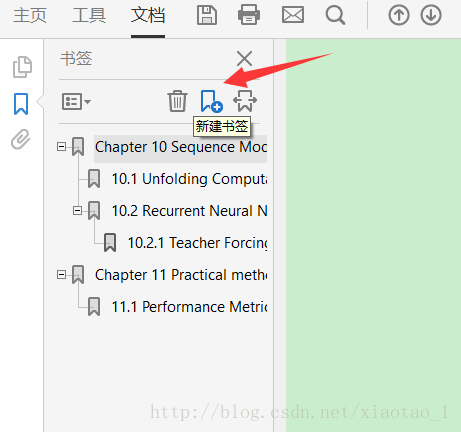 主页 工具 文档
书签
新建书签
Chapter 10 Sequence Mod
10.1 Unfolding Computa
10.2 Recurrent Neural N
10.2.1 Teacher Forcing
Chapter 11 Practical metho
11.1 Performance Metric
http://blog.csdn.net/xiaotao_1